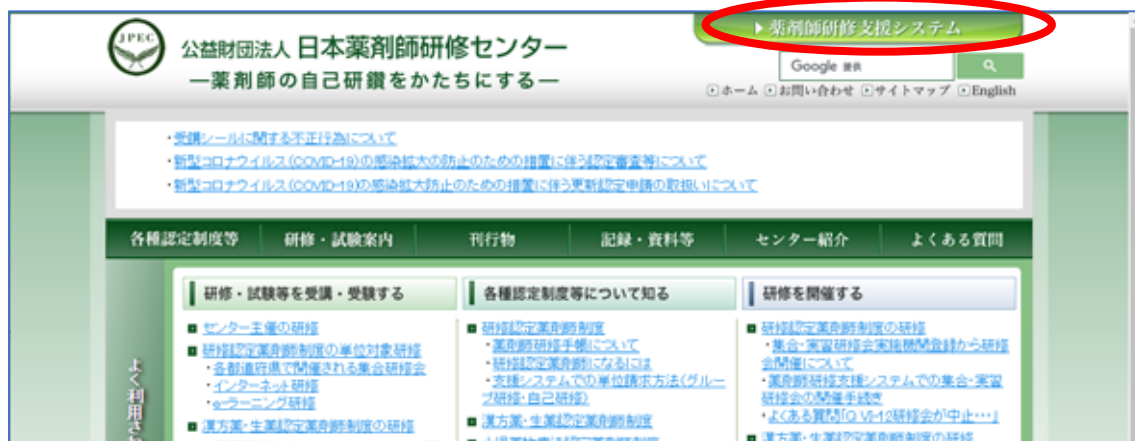 JPEC
公益財団法人 日本薬剤師研修センター
―薬剤師の自己研鑽をかたちにする―
薬剤師研修支援システム
Google 提供
ホーム お問い合わせ サイトマップ English
・受講シールに関する不正行為について
・新型コロナウイルス(COVID-19)の感染拡大の防止のための措置に伴う認定審査等について
・新型コロナウイルス(COVID-19)の感染拡大防止のための措置に伴う更新認定申請の取扱いについて
各種認定制度等 研修・試験案内 刊行物 記録・資料等 センター紹介 よくある質問
よく利用さ
研修・試験等を受講・受験する
センター主催の研修
研修認定薬剤師制度の単位対象研修
・各都道府県で開催される集合研修会
・インターネット研修
・e-ラーニング研修
漢方薬・生薬認定薬剤師制度の研修
各種認定制度等について知る
研修認定薬剤師制度
・薬剤師研修手帳について
・研修認定薬剤師になるには
・支援システムでの単位請求方法(グルー
プ研修・自己研修)
漢方薬・生薬認定薬剤師制度
研修を開催する
研修認定薬剤師制度の研修
・集合・実習研修会実施機関登録から研修
会開催について
・薬剤師研修支援システムでの集合・実習
研修会の開催手続き
・よくある質問「Q VI-12研修会が中止・・・」
漢方薬・生薬認定薬剤師制度の研修